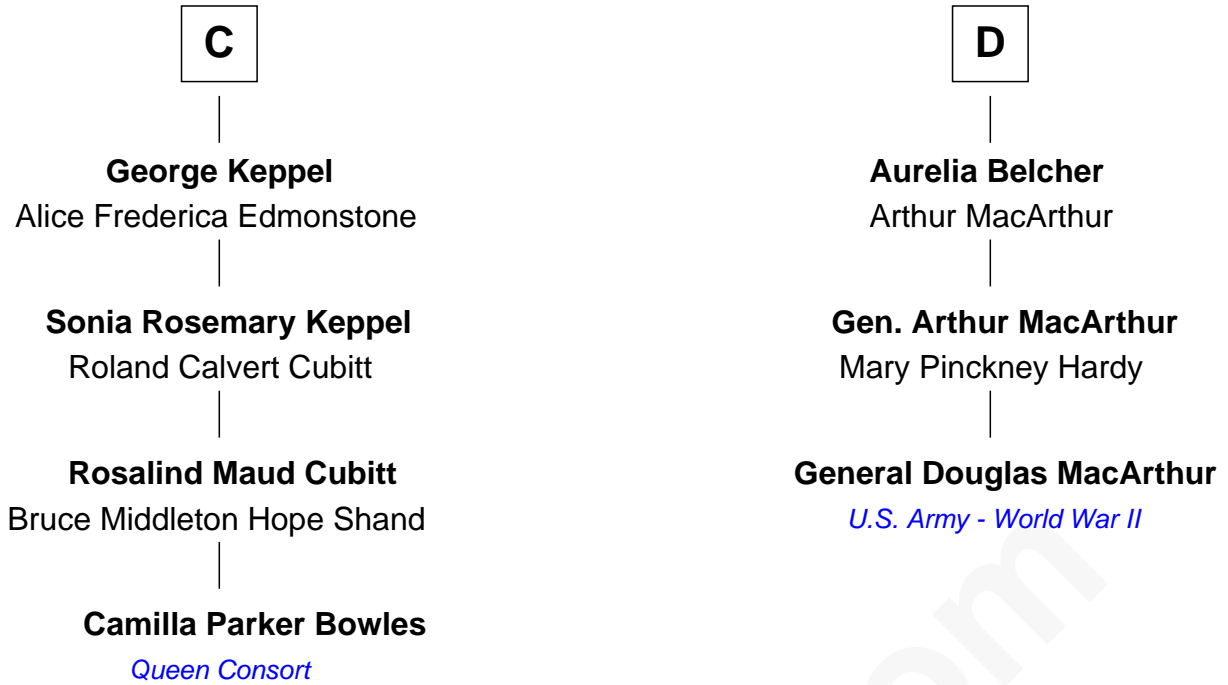 C
George Keppel
Alice Frederica Edmonstone
Sonia Rosemary Keppel
Roland Calvert Cubitt
Rosalind Maud Cubitt
Bruce Middleton Hope Shand
Camilla Parker Bowles
Queen Consort
D
Aurelia Belcher
Arthur MacArthur
Gen. Arthur MacArthur
Mary Pinckney Hardy
General Douglas MacArthur
U.S. Army - World War II
om